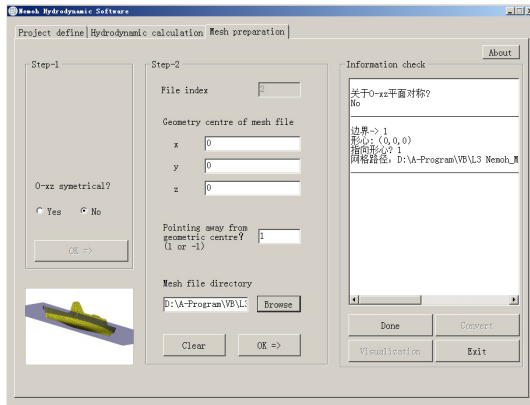 Nemoh Hydrodynamic Software
Project define
Hydrodynamic calculation
Mesh preparation
About
Step-1
O-xz symetrical?
Yes
No
OK =>
Step-2
File index
2
Geometry centre of mesh file
x
0
y
0
z
0
Pointing away from
geometric centre?
(1 or -1)
1
Mesh file directory
D:\A-Program\VB\L3
Browse
Clear
OK =>
Information check
关于O-xz平面对称?
No
边界-> 1
形心: (0,0,0)
指向形心? 1
网格路径: D:\A-Program\VB\L3 Nemoh_M
Done
Convert
Visualization
Exit